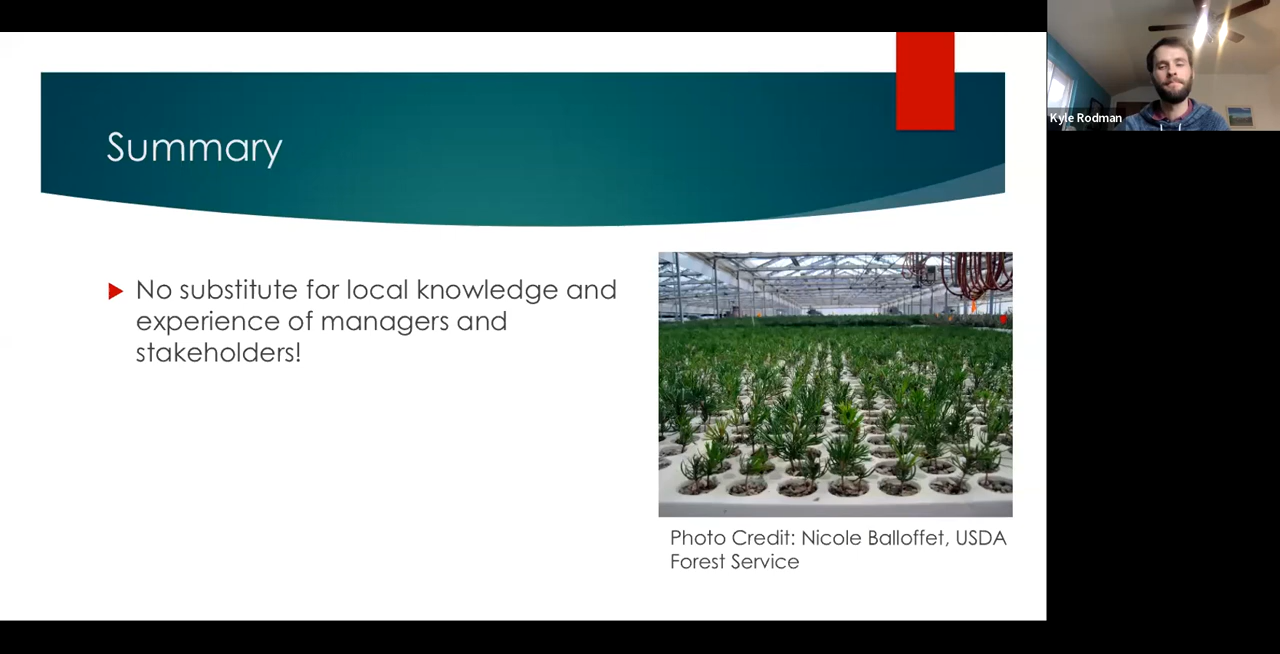 Summary
No substitute for local knowledge and
experience of managers and
stakeholders!
Photo Credit: Nicole Balloffet, USDA
Forest Service
Kyle Rodman